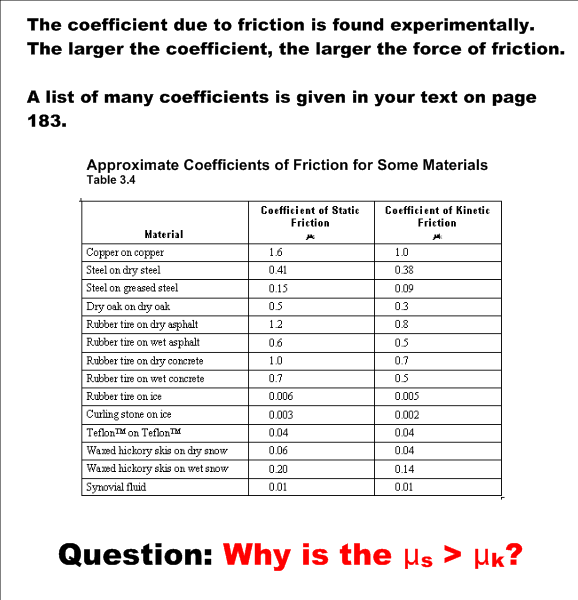 The coefficient due to friction is found experimentally.
The larger the coefficient, the larger the force of friction.
A list of many coefficients is given in your text on page
183.
Approximate Coefficients of Friction for Some Materials
Table 3.4
Material Coefficient of Static Friction μs Coefficient of Kinetic Friction μk
Copper on copper 1.6 1.0
Steel on dry steel 0.41 0.38
Steel on greased steel 0.15 0.09
Dry oak on dry oak 0.5 0.3
Rubber tire on dry asphalt 1.2 0.8
Rubber tire on wet asphalt 0.6 0.5
Rubber tire on dry concrete 1.0 0.7
Rubber tire on wet concrete 0.7 0.5
Rubber tire on ice 0.006 0.005
Curling stone on ice 0.003 0.002
Teflon™ on Teflon™ 0.04 0.04
Waxed hickory skis on dry snow 0.06 0.04
Waxed hickory skis on wet snow 0.20 0.14
Synovial fluid 0.01 0.01
Question: Why is the μs > μk?